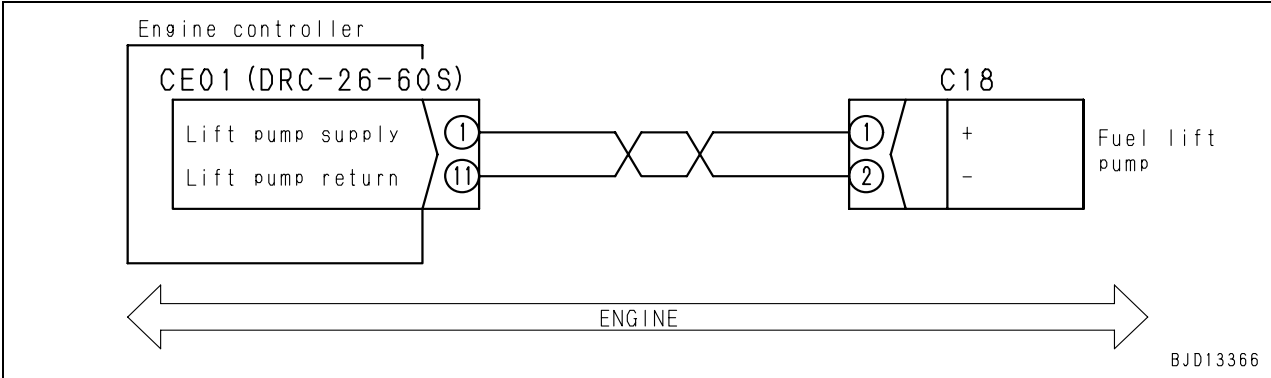 Engine controller
CE01 (DRC-26-60S)
C18
Lift pump supply
1
1
+
Fuel lift
pump
Lift pump return
11
2
-
ENGINE
BJD13366